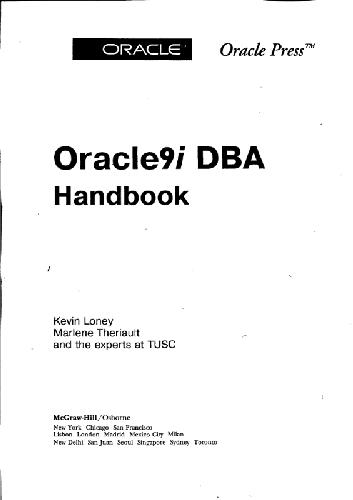 ORACLE Oracle Press™
Oracle9i DBA
Handbook
Kevin Loney
Marlene Theriault
and the experts at TUSC
McGraw-Hill/Osborne
New York Chicago San Francisco
Lisbon London Madrid Mexico City Milan
New Delhi San Juan Seoul Singapore Sydney Toronto